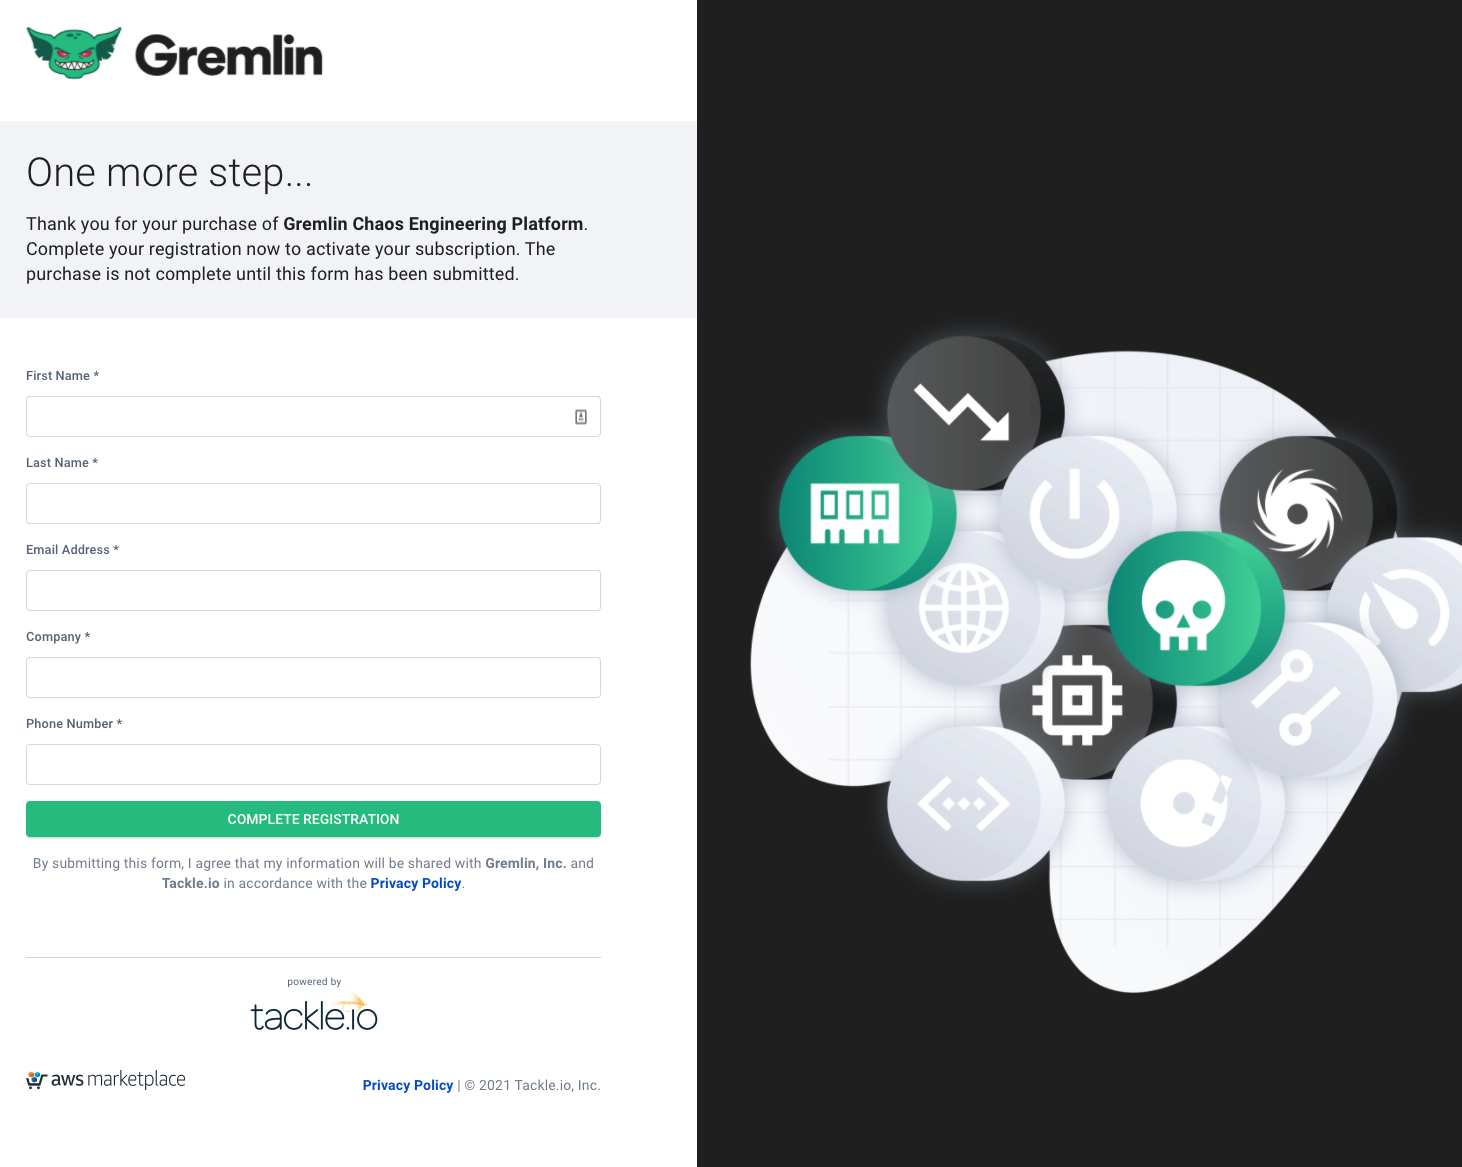 Gremlin
One more step...
Thank you for your purchase of Gremlin Chaos Engineering Platform.
Complete your registration now to activate your subscription. The
purchase is not complete until this form has been submitted.
First Name *
Last Name *
Email Address *
Company *
Phone Number *
COMPLETE REGISTRATION
By submitting this form, I agree that my information will be shared with Gremlin, Inc. and
Tackle.io in accordance with the Privacy Policy.
powered by
tackle.io
aws marketplace
Privacy Policy | © 2021 Tackle.io, Inc.